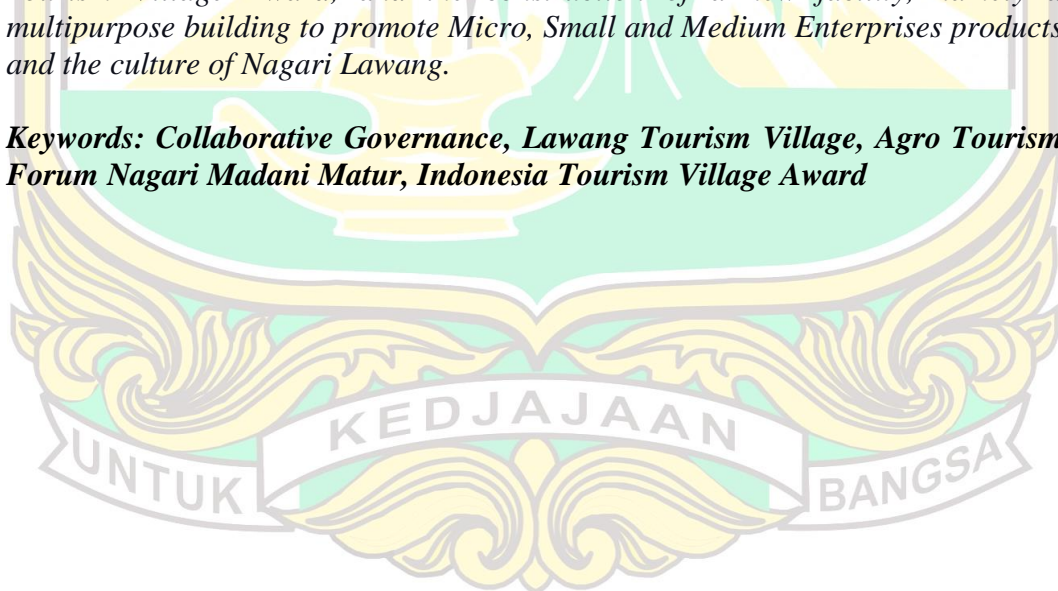 multipurpose building to promote Micro, Small and Medium Enterprises products
and the culture of Nagari Lawang.
Keywords: Collaborative Governance, Lawang Tourism Village, Agro Tourism
Forum Nagari Madani Matur, Indonesia Tourism Village Award
UNTUK KEDJAJAAN BANGSA